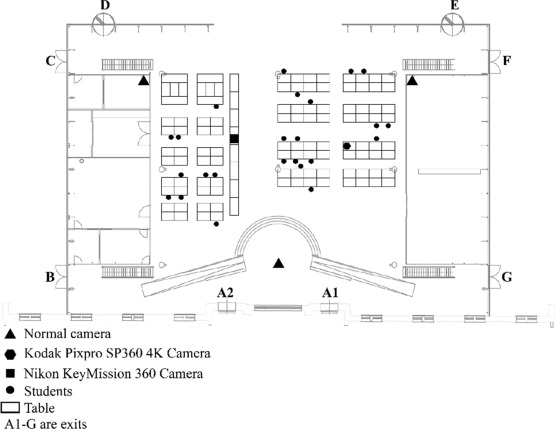 D E
C F
B G
A2 A1
Normal camera
Kodak Pixpro SP360 4K Camera
Nikon KeyMission 360 Camera
Students
Table
A1-G are exits